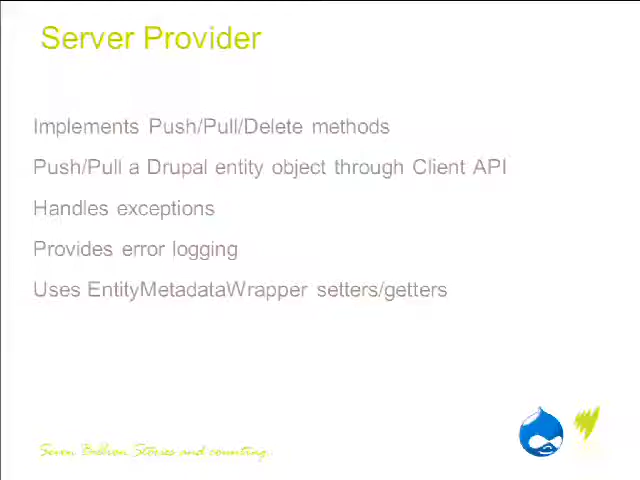 Server Provider
Implements Push/Pull/Delete methods
Push/Pull a Drupal entity object through Client API
Handles exceptions
Provides error logging
Uses EntityMetadataWrapper setters/getters
Seven Billion Stories and counting...